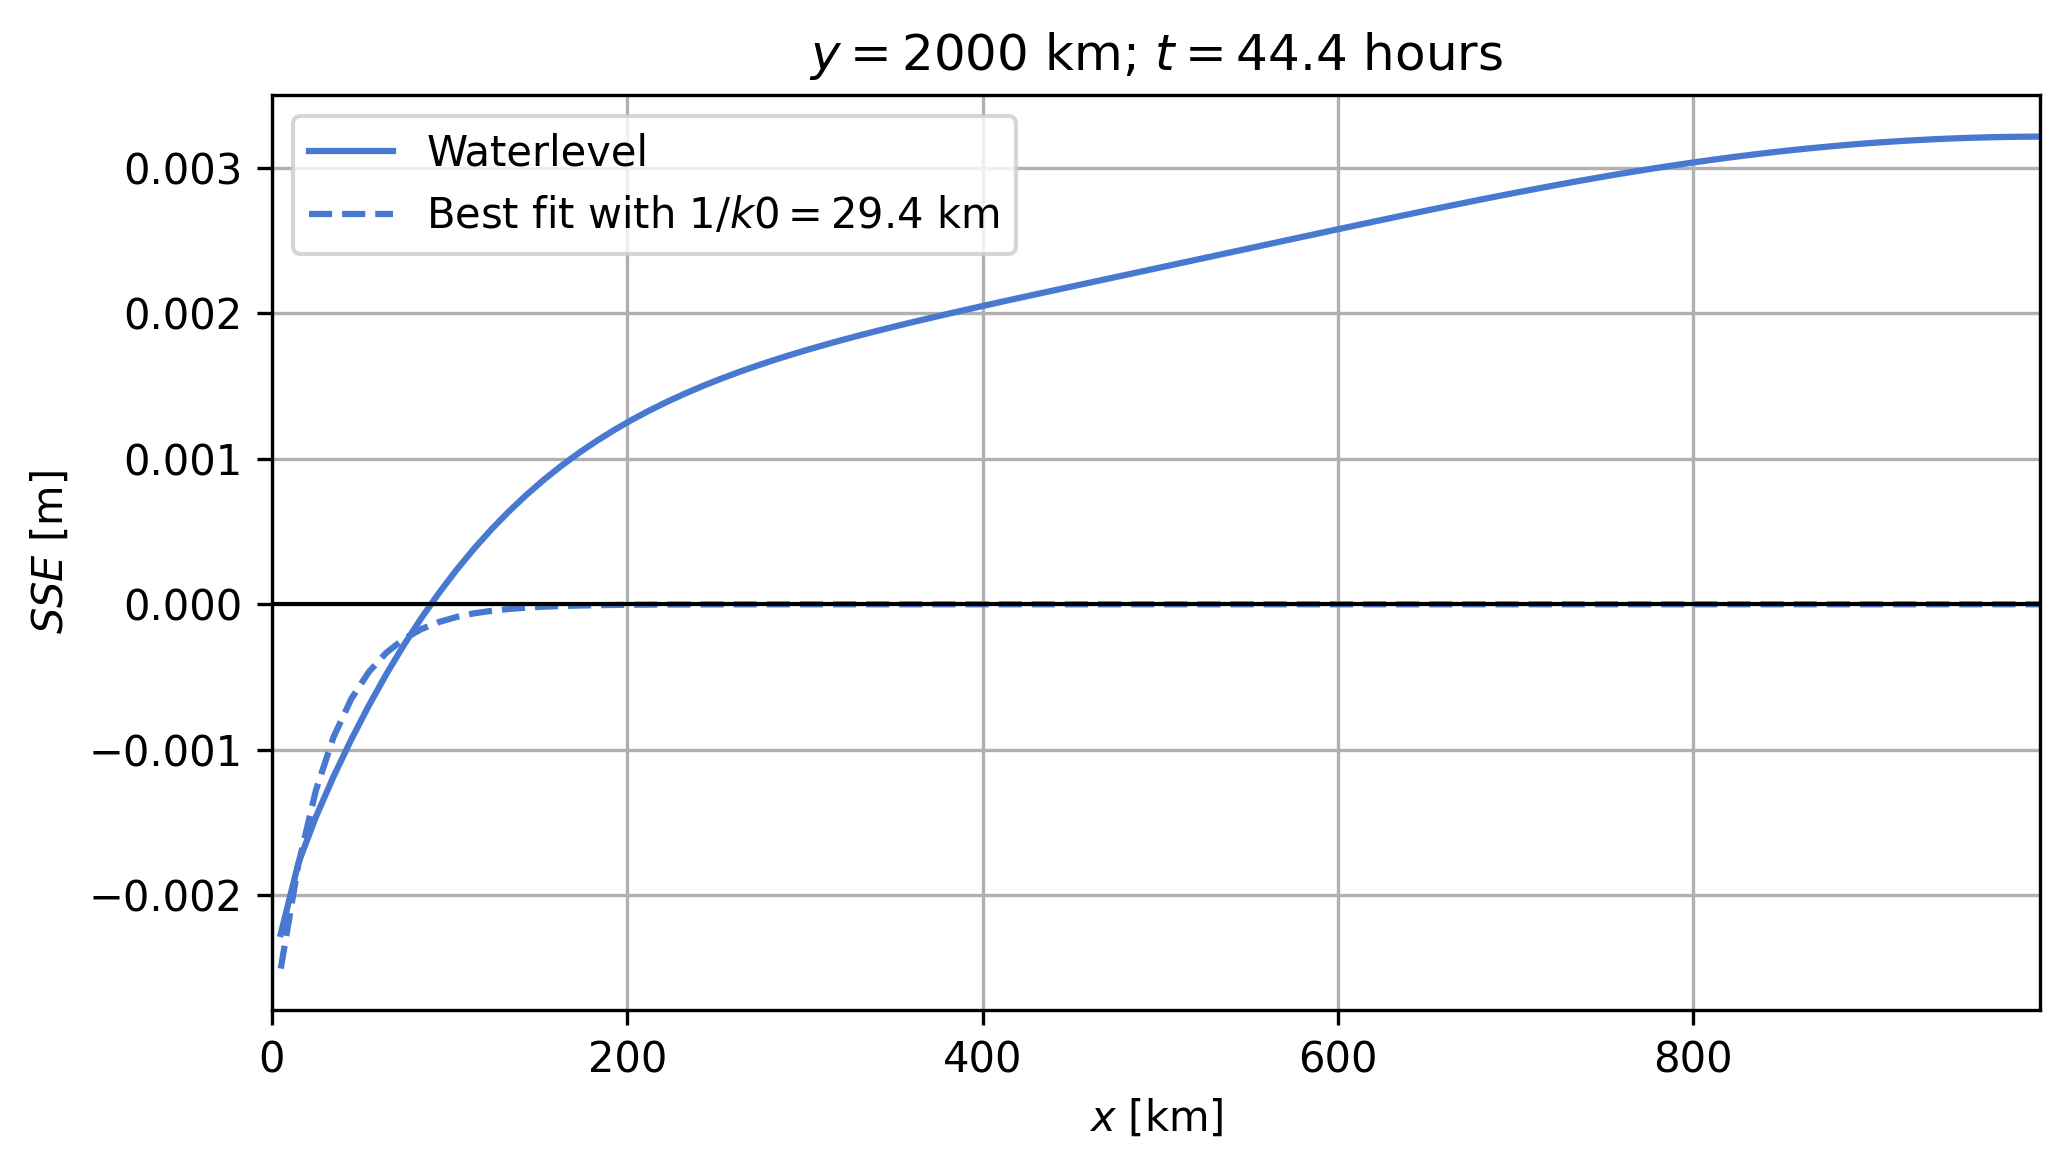 y = 2000 km; t = 44.4 hours
Waterlevel
Best fit with 1/k0 = 29.4 km
0.003
0.002
0.001
0.000
−0.001
−0.002
SSE [m]
0 200 400 600 800
x [km]